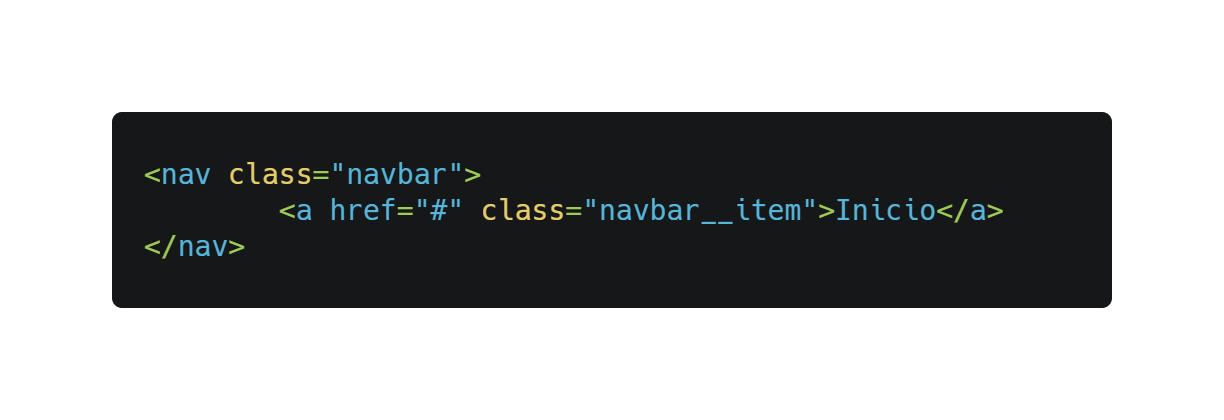 <nav class="navbar">
        <a href="#" class="navbar__item">Inicio</a>
</nav>